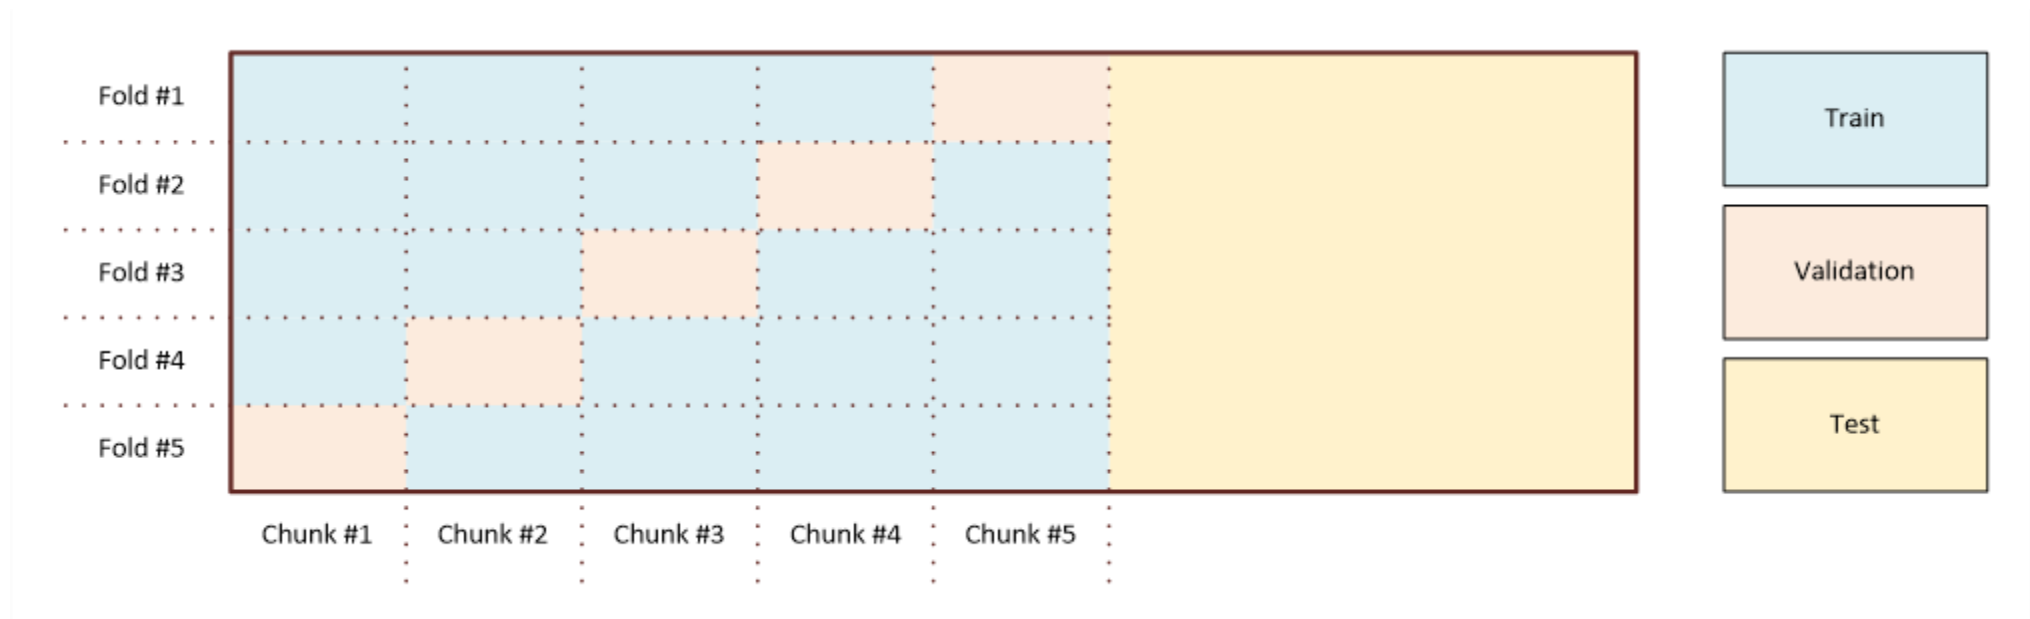 Fold #1
Fold #2
Fold #3
Fold #4
Fold #5
Chunk #1
Chunk #2
Chunk #3
Chunk #4
Chunk #5
Train
Validation
Test